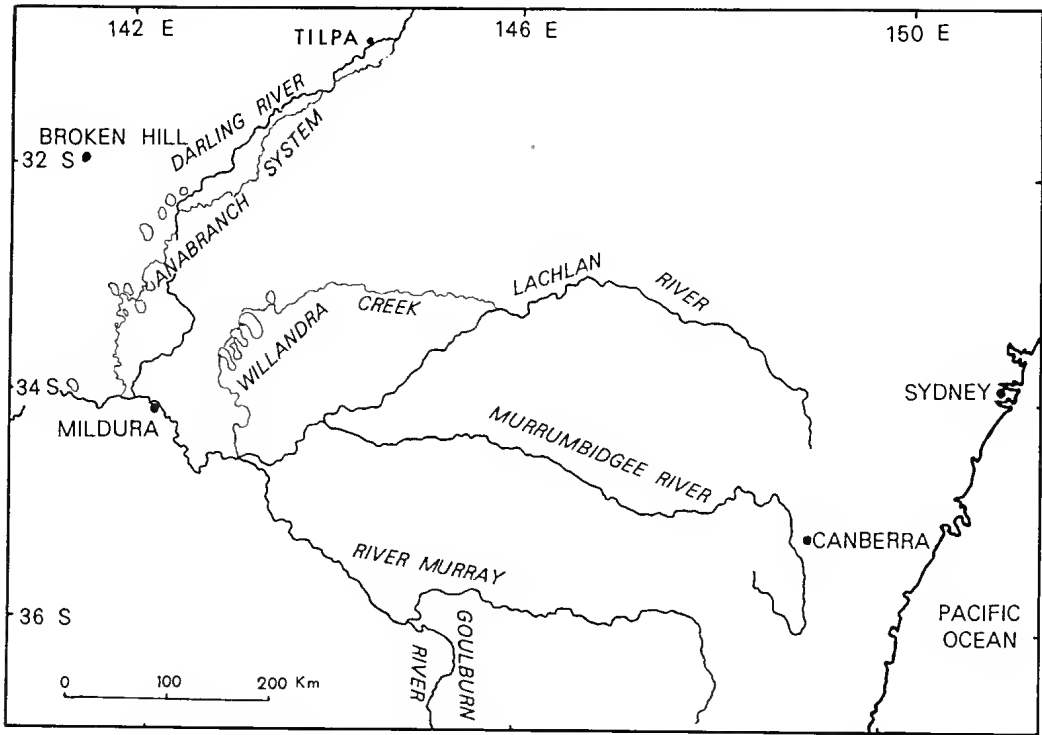 142 E
146 E
150 E
TILPA
DARLING RIVER
BROKEN HILL
32 S
SYSTEM
ANABRANCH
LACHLAN
RIVER
CREEK
WILLANDRA
34 S
SYDNEY
MILDURA
MURRUMBIDGEE RIVER
CANBERRA
RIVER MURRAY
36 S
PACIFIC
OCEAN
GOULBURN
RIVER
0 100 200 Km